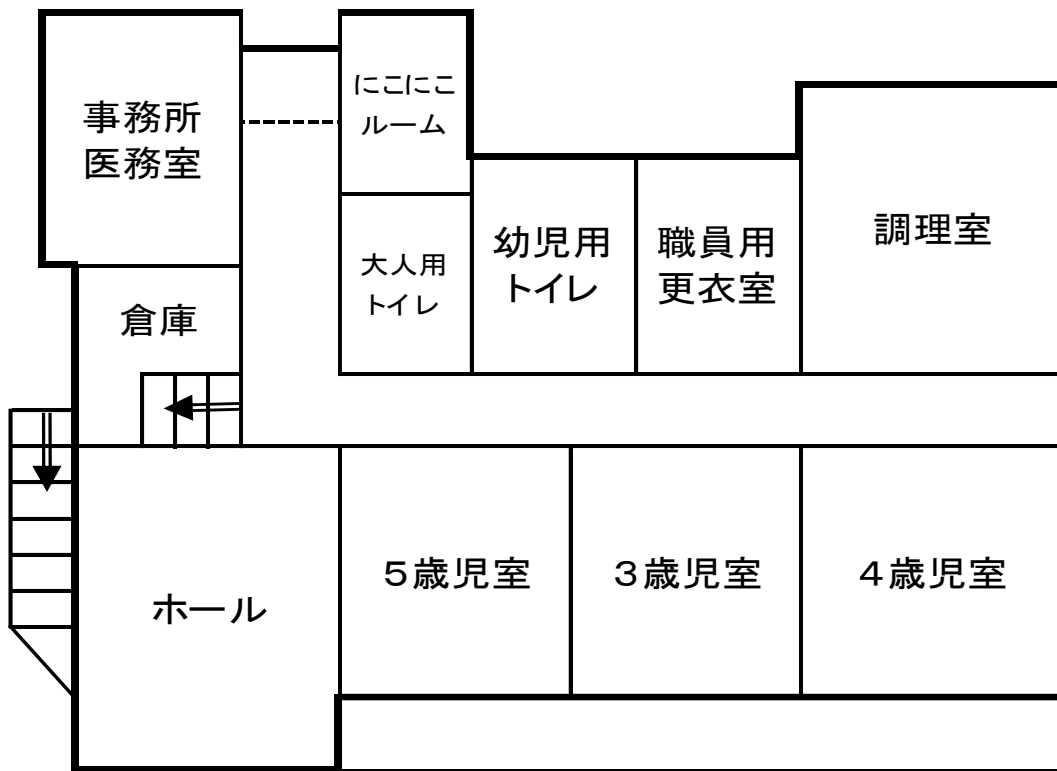 事務所
医務室
にこにこ
ルーム
大人用
トイレ
幼児用
トイレ
職員用
更衣室
調理室
倉庫
ホール
５歳児室
３歳児室
４歳児室